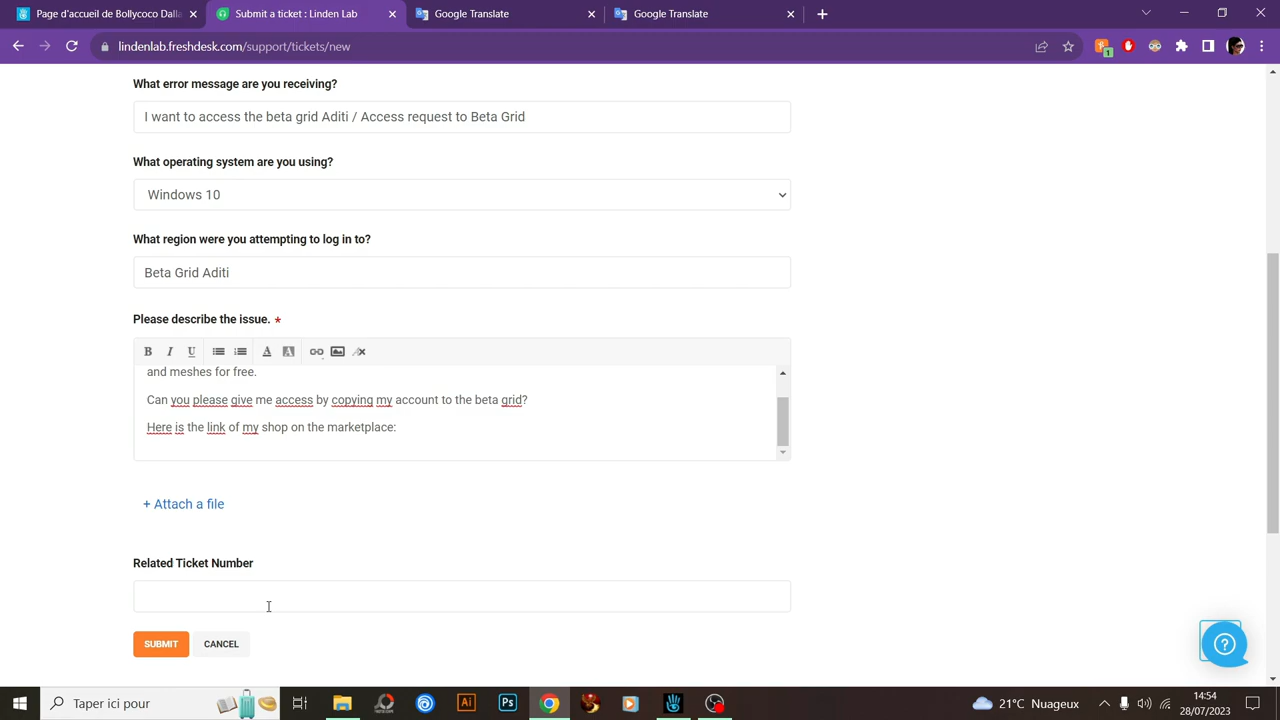 Page d'accueil de Bollycoco Dalla
Submit a ticket : Linden Lab
Google Translate
Google Translate
lindenlab.freshdesk.com/support/tickets/new
1
What error message are you receiving?
I want to access the beta grid Aditi / Access request to Beta Grid
What operating system are you using?
Windows 10
What region were you attempting to log in to?
Beta Grid Aditi
Please describe the issue. *
B I U A A
and meshes for free.
Can you please give me access by copying my account to the beta grid?
Here is the link of my shop on the marketplace:
+ Attach a file
Related Ticket Number
SUBMIT CANCEL
Taper ici pour
Ai
Ps
21°C Nuageux
14:54
28/07/2023